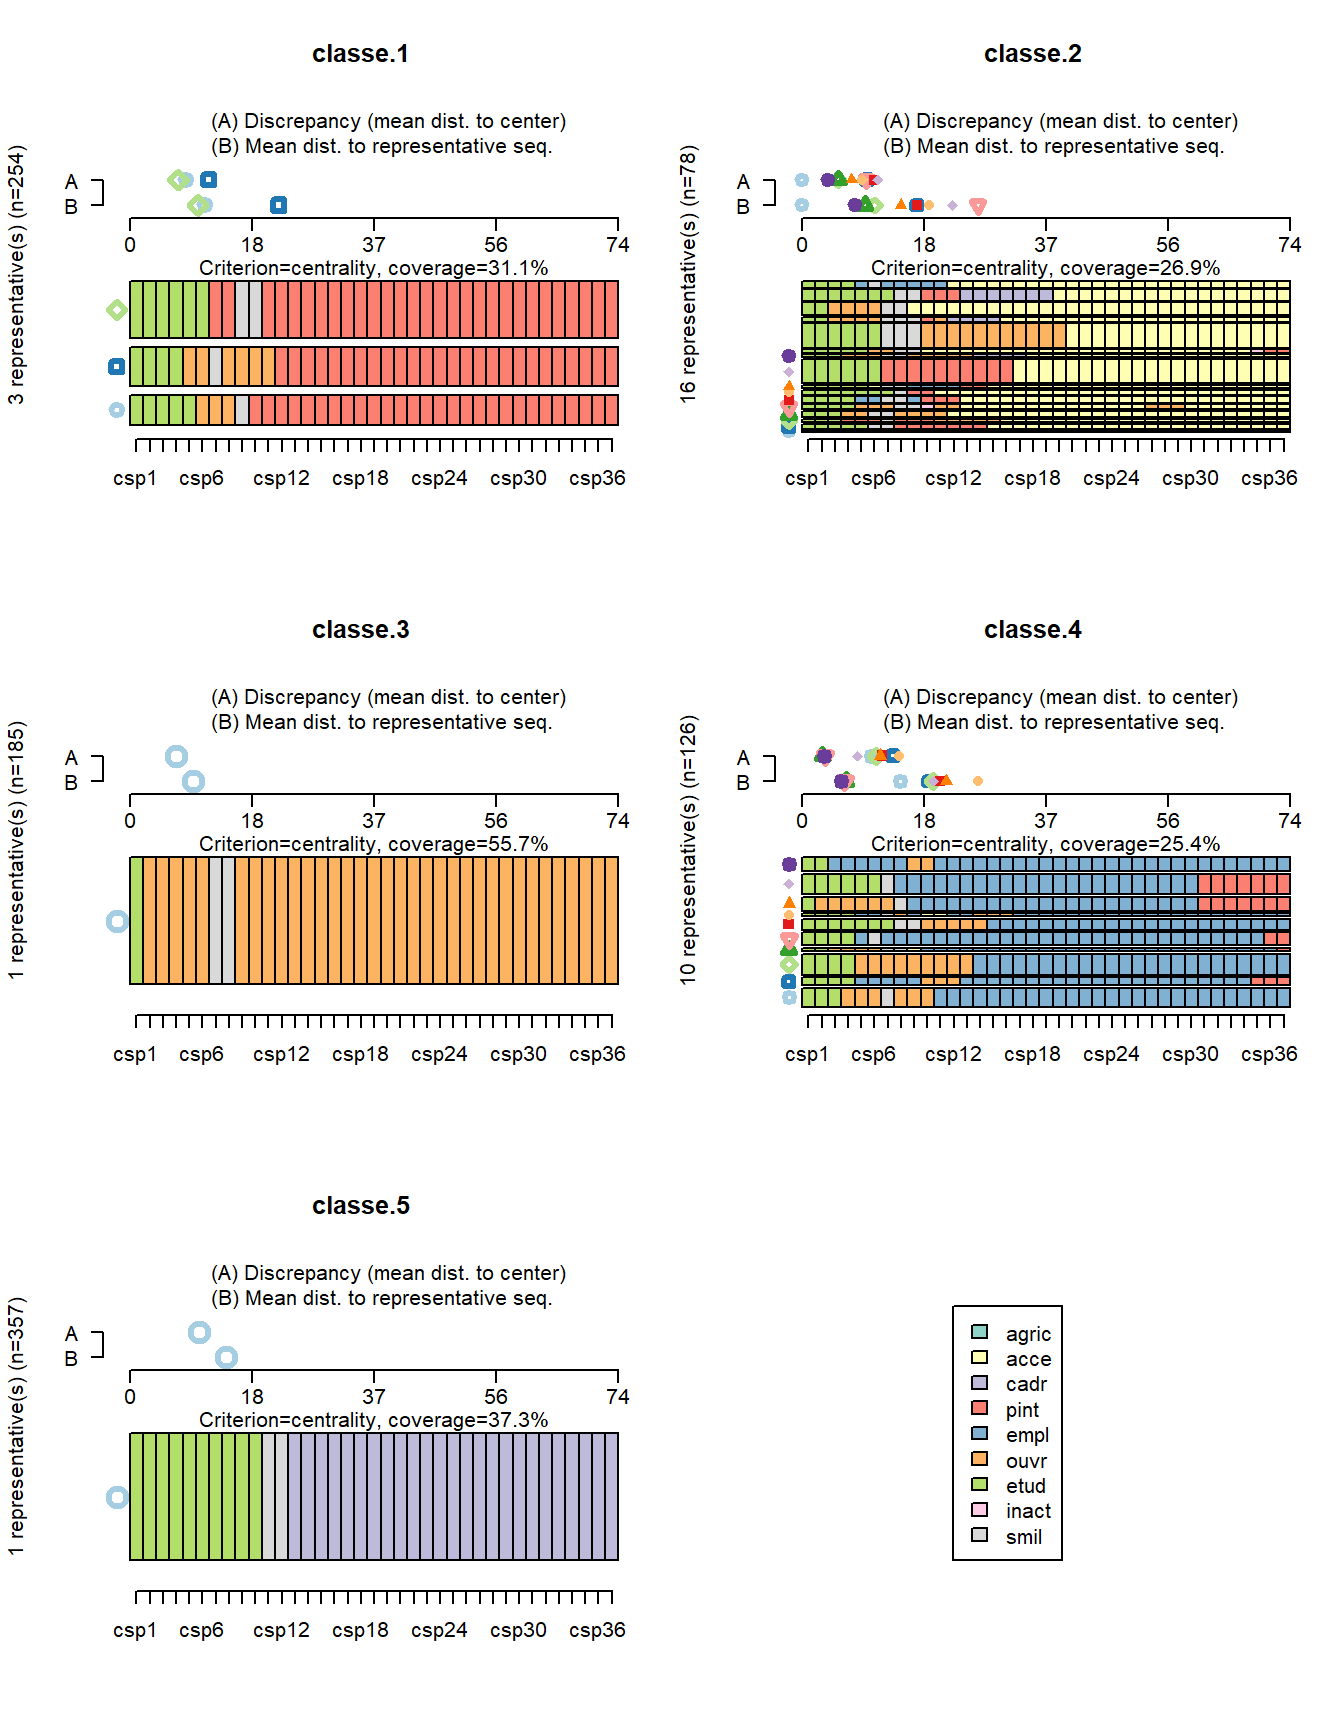 classe.1
(A) Discrepancy (mean dist. to center)
(B) Mean dist. to representative seq.
3 representative(s) (n=254)
A
B
0 18 37 56 74
Criterion=centrality, coverage=31.1%
csp1 csp6 csp12 csp18 csp24 csp30 csp36
classe.2
(A) Discrepancy (mean dist. to center)
(B) Mean dist. to representative seq.
16 representative(s) (n=78)
A
B
0 18 37 56 74
Criterion=centrality, coverage=26.9%
csp1 csp6 csp12 csp18 csp24 csp30 csp36
classe.3
(A) Discrepancy (mean dist. to center)
(B) Mean dist. to representative seq.
1 representative(s) (n=185)
A
B
0 18 37 56 74
Criterion=centrality, coverage=55.7%
csp1 csp6 csp12 csp18 csp24 csp30 csp36
classe.4
(A) Discrepancy (mean dist. to center)
(B) Mean dist. to representative seq.
10 representative(s) (n=126)
A
B
0 18 37 56 74
Criterion=centrality, coverage=25.4%
csp1 csp6 csp12 csp18 csp24 csp30 csp36
classe.5
(A) Discrepancy (mean dist. to center)
(B) Mean dist. to representative seq.
1 representative(s) (n=357)
A
B
0 18 37 56 74
Criterion=centrality, coverage=37.3%
csp1 csp6 csp12 csp18 csp24 csp30 csp36
agric
acce
cadr
pint
empl
ouvr
etud
inact
smil